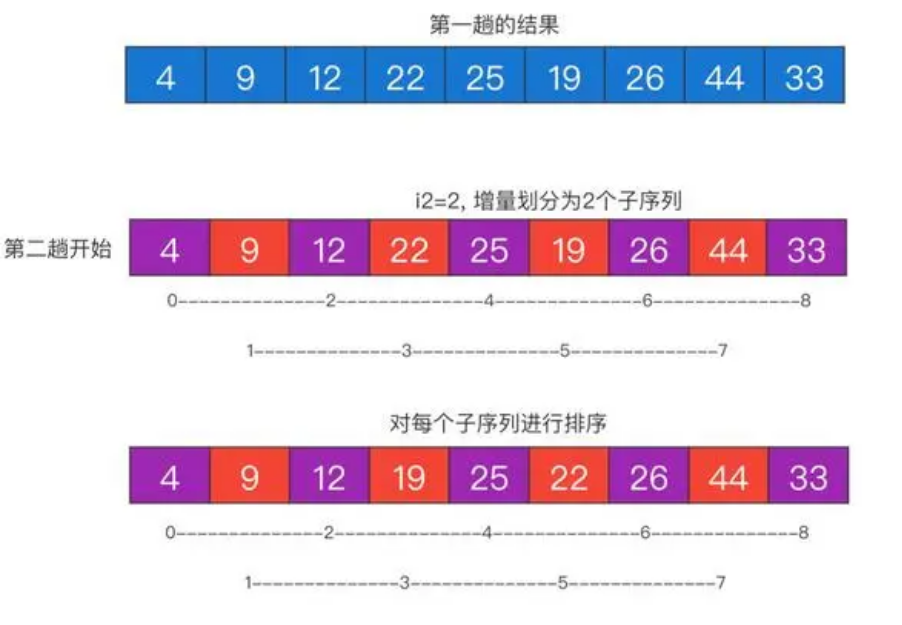 第一趟的结果
4 9 12 22 25 19 26 44 33
i2=2, 增量划分为2个子序列
第二趟开始 4 9 12 22 25 19 26 44 33
0--------------2--------------4--------------6--------------8
1--------------3--------------5--------------7
对每个子序列进行排序
4 9 12 19 25 22 26 44 33
0--------------2--------------4--------------6--------------8
1--------------3--------------5--------------7